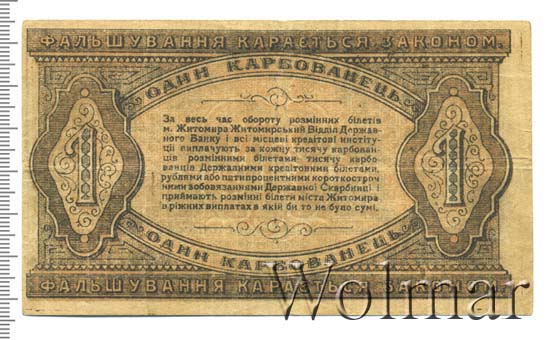 ФАЛЬШУВАННЯ КАРАЄТЬСЯ ЗАКОНОМ.
ОДИН КАРБОВАНЕЦЬ
За весь час обороту розмінних білетів
м. Житомира Житомирський Відділ Держав-
ного Банку і всі місцеві кредітові інститу-
ції виплачують за кожну тисячу карбован-
ців розмінними білетами тисячу карбо-
ванців Державними кредітовими білетами,
рублями або пятипроцентними короткостроч-
ними зобовязаннями Державної Скарбниці і
приймають розмінні білети міста Житомира
в ріжних виплатах в якій би то не було сумі.
1
1
ОДИН КАРБОВАНЕЦЬ
ФАЛЬШУВАННЯ КАРАЄТЬСЯ ЗАКОНОМ.
Wolmar